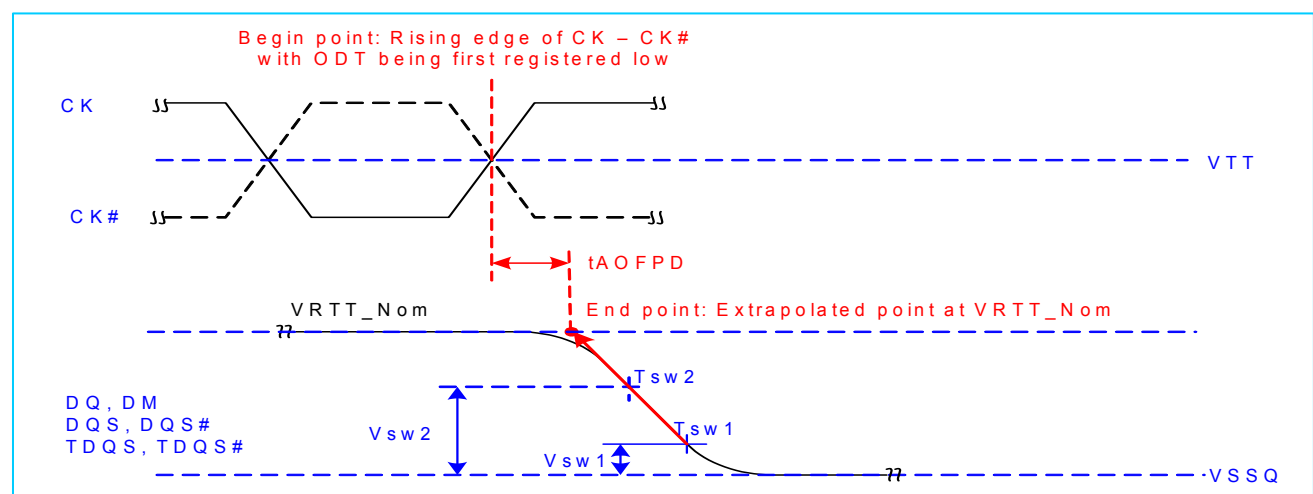 Begin point: Rising edge of CK – CK#
with ODT being first registered low
CK
VTT
CK#
tAOFPD
VRTT_Nom
End point: Extrapolated point at VRTT_Nom
Tsw2
DQ, DM
DQS, DQS#
TDQS, TDQS#
Vsw2
Tsw1
Vsw1
VSSQ